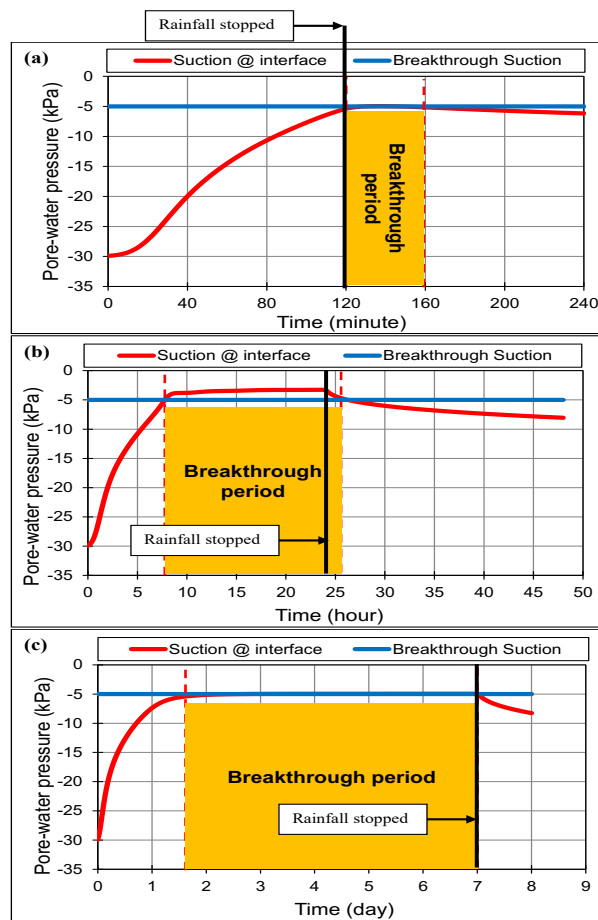 Rainfall stopped
(a)
Suction @ interface
Breakthrough Suction
Pore-water pressure (kPa)
0
-5
-10
-15
-20
-25
-30
-35
Breakthrough
period
0 40 80 120 160 200 240
Time (minute)
(b)
Suction @ interface
Breakthrough Suction
Pore-water pressure (kPa)
0
-5
-10
-15
-20
-25
-30
-35
Breakthrough
period
Rainfall stopped
0 5 10 15 20 25 30 35 40 45 50
Time (hour)
(c)
Suction @ interface
Breakthrough Suction
Pore-water pressure (kPa)
0
-5
-10
-15
-20
-25
-30
-35
Breakthrough period
Rainfall stopped
0 1 2 3 4 5 6 7 8 9
Time (day)